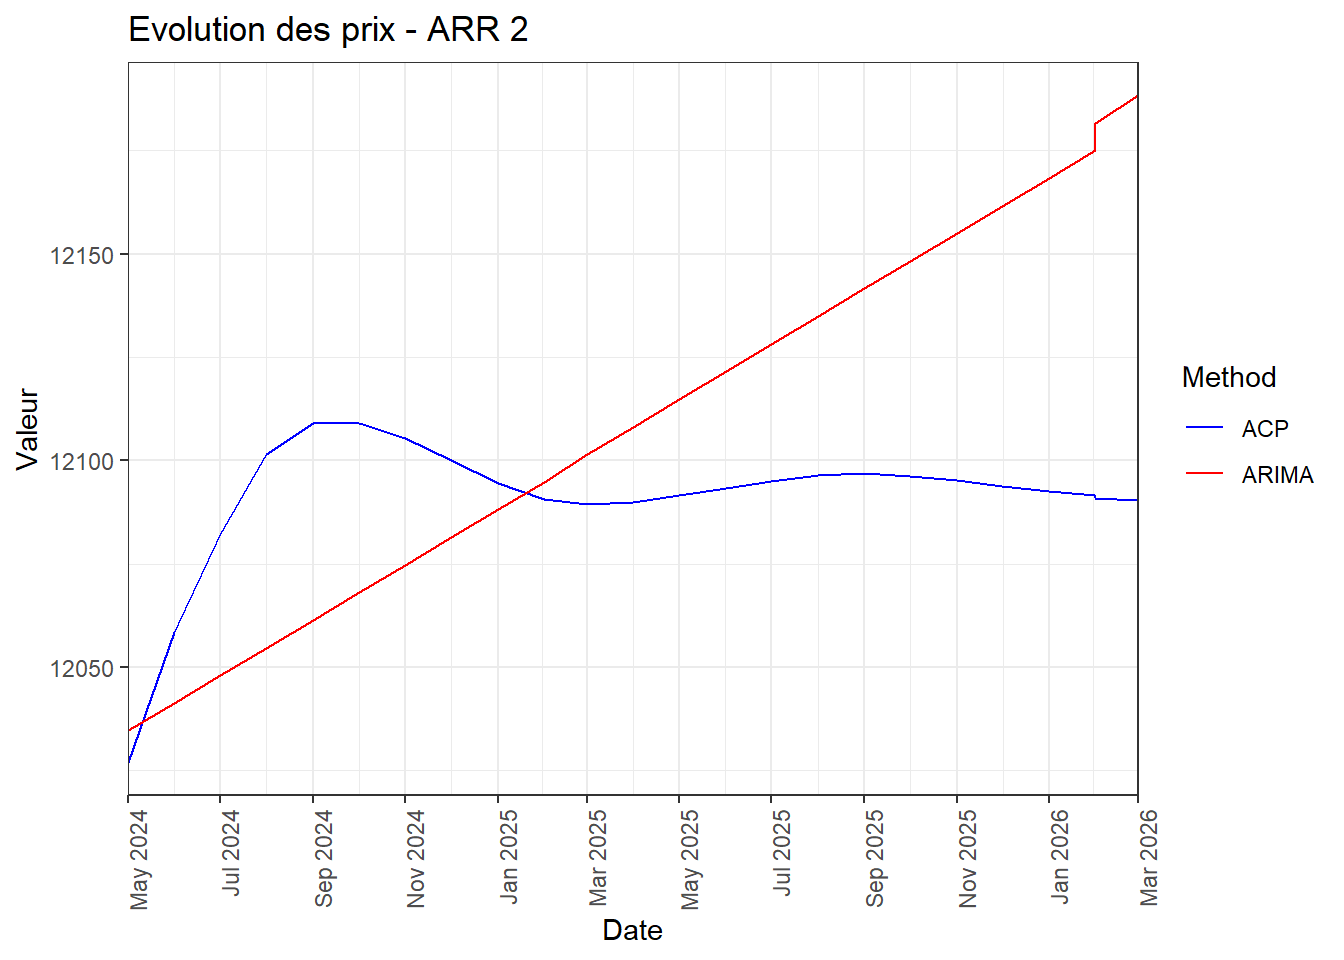 Evolution des prix - ARR 2
Valeur
12150
12100
12050
May 2024
Jul 2024
Sep 2024
Nov 2024
Jan 2025
Mar 2025
May 2025
Jul 2025
Sep 2025
Nov 2025
Jan 2026
Mar 2026
Date
Method
ACP
ARIMA